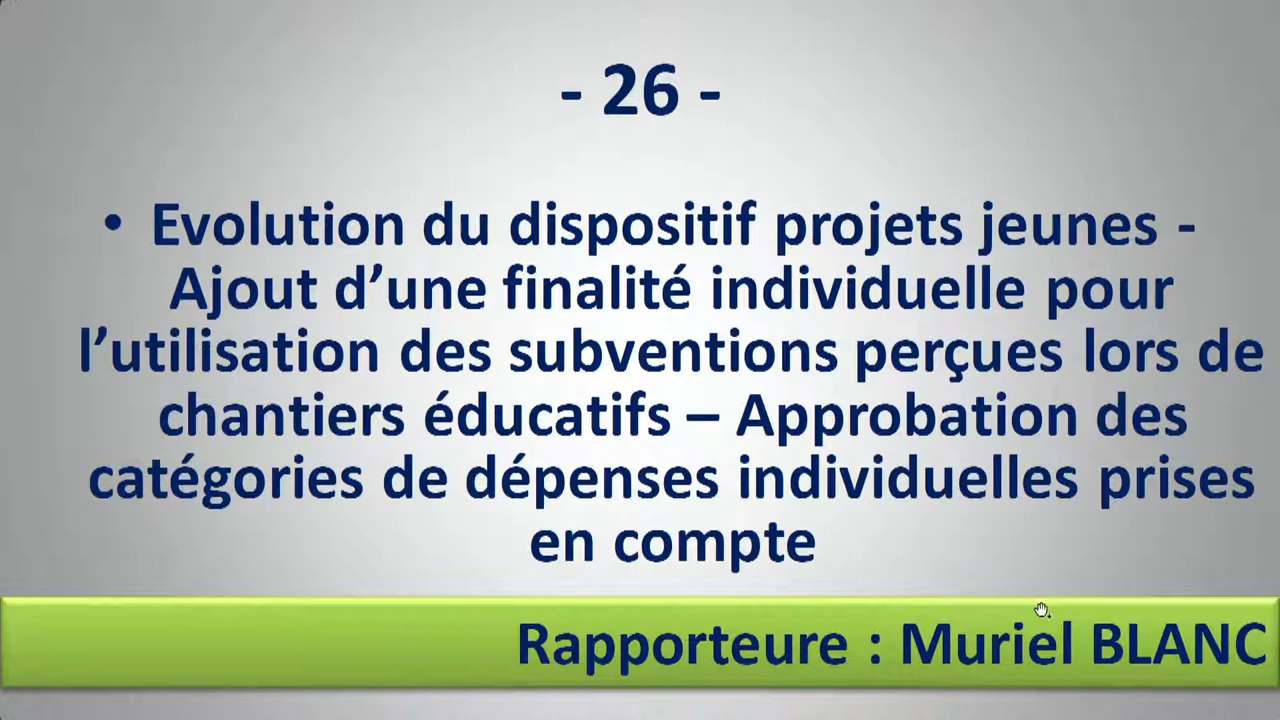 - 26 -
• Evolution du dispositif projets jeunes -
Ajout d’une finalité individuelle pour
l’utilisation des subventions perçues lors de
chantiers éducatifs – Approbation des
catégories de dépenses individuelles prises
en compte
Rapporteure : Muriel BLANC